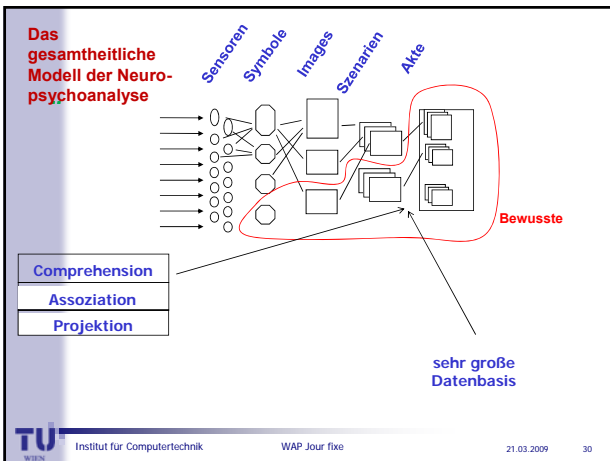 Das
gesamtheitliche
Modell der Neuro-
psychoanalyse
Sensoren
Symbole
Images
Szenarien
Akte
Bewusste
Comprehension
Assoziation
Projektion
sehr große
Datenbasis
TU
WIEN
Institut für Computertechnik
WAP Jour fixe
21.03.2009
30